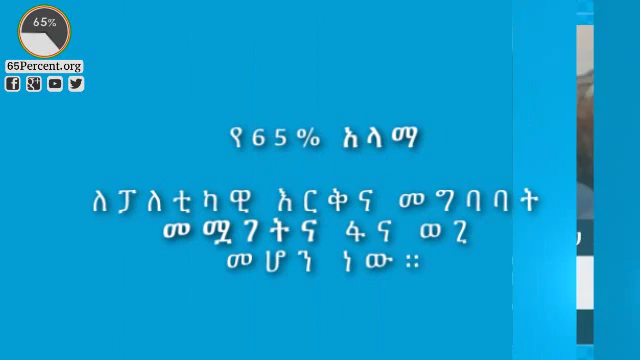 65%
65Percent.org
የ65% አላማ
ለፓለቲካዊ እርቅና መግባባት
መሟገትና ፋና ወጊ
መሆን ነው።